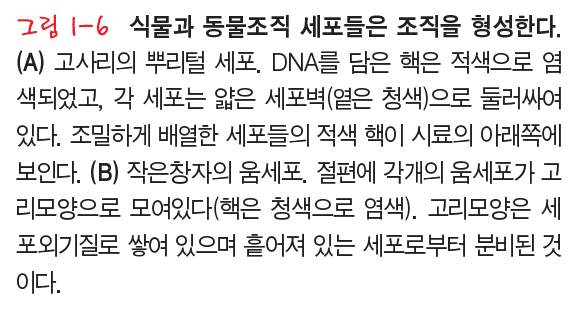 그림 1-6 식물과 동물조직 세포들은 조직을 형성한다.
(A) 고사리의 뿌리털 세포. DNA를 담은 핵은 적색으로 염
색되었고, 각 세포는 얇은 세포벽(옅은 청색)으로 둘러싸여
있다. 조밀하게 배열한 세포들의 적색 핵이 시료의 아래쪽에
보인다. (B) 작은창자의 움세포. 절편에 각개의 움세포가 고
리모양으로 모여있다(핵은 청색으로 염색). 고리모양은 세
포외기질로 쌓여 있으며 흩어져 있는 세포로부터 분비된 것
이다.